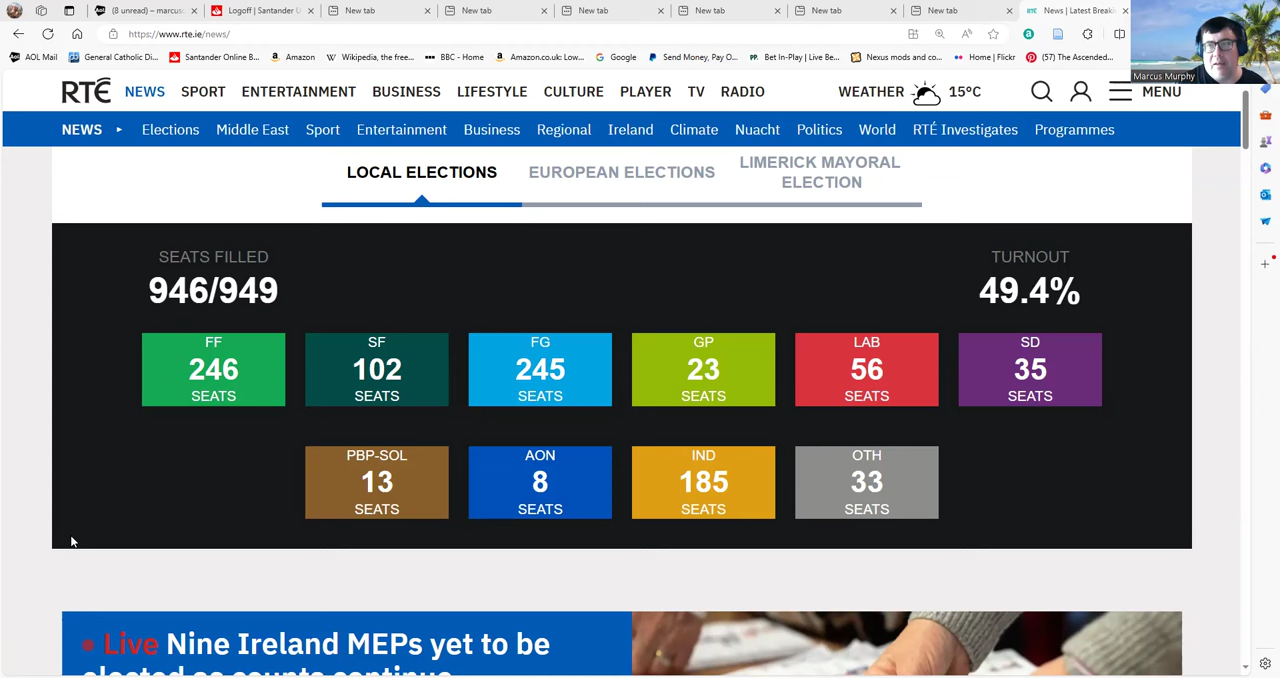 (8 unread) – marcus
Logoff | Santander U
New tab
New tab
New tab
New tab
New tab
New tab
RTÉ News | Latest Breaki
https://www.rte.ie/news/
AOL Mail
General Catholic Di...
Santander Online B...
Amazon
Wikipedia, the free...
BBC - Home
Amazon.co.uk: Low...
Google
Send Money, Pay O...
Bet In-Play | Live Be...
Nexus mods and co...
Home | Flickr
(57) The Ascended...
Marcus Murphy
RTÉ NEWS SPORT ENTERTAINMENT BUSINESS LIFESTYLE CULTURE PLAYER TV RADIO WEATHER 15°C MENU
NEWS Elections Middle East Sport Entertainment Business Regional Ireland Climate Nuacht Politics World RTÉ Investigates Programmes
LOCAL ELECTIONS
EUROPEAN ELECTIONS
LIMERICK MAYORAL
ELECTION
SEATS FILLED
946/949
TURNOUT
49.4%
FF
246
SEATS
SF
102
SEATS
FG
245
SEATS
GP
23
SEATS
LAB
56
SEATS
SD
35
SEATS
PBP-SOL
13
SEATS
AON
8
SEATS
IND
185
SEATS
OTH
33
SEATS
Live Nine Ireland MEPs yet to be
elected as counts continue